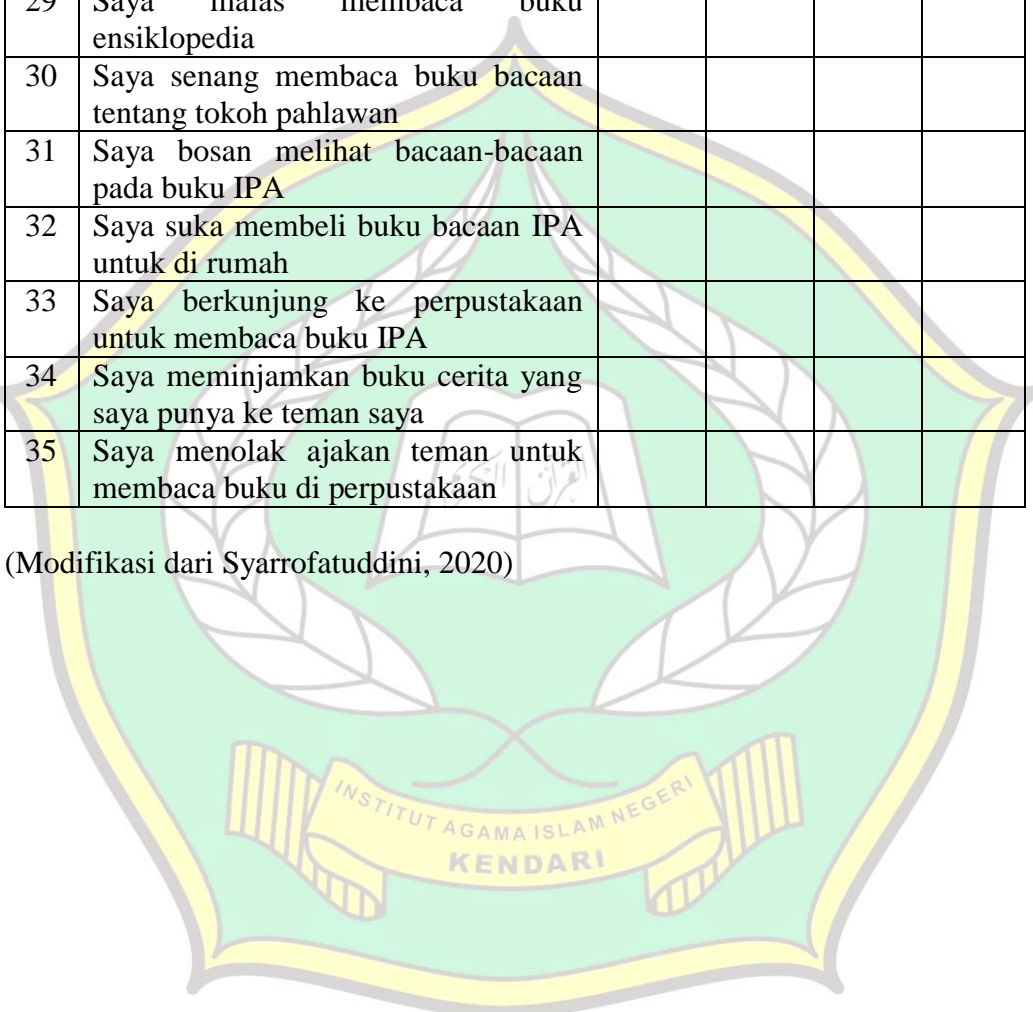 29 Saya malas membaca buku
ensiklopedia
30 Saya senang membaca buku bacaan
tentang tokoh pahlawan
31 Saya bosan melihat bacaan-bacaan
pada buku IPA
32 Saya suka membeli buku bacaan IPA
untuk di rumah
33 Saya berkunjung ke perpustakaan
untuk membaca buku IPA
34 Saya meminjamkan buku cerita yang
saya punya ke teman saya
35 Saya menolak ajakan teman untuk
membaca buku di perpustakaan
(Modifikasi dari Syarrofatuddini, 2020)
INSTITUT AGAMA ISLAM NEGERI
KENDARI